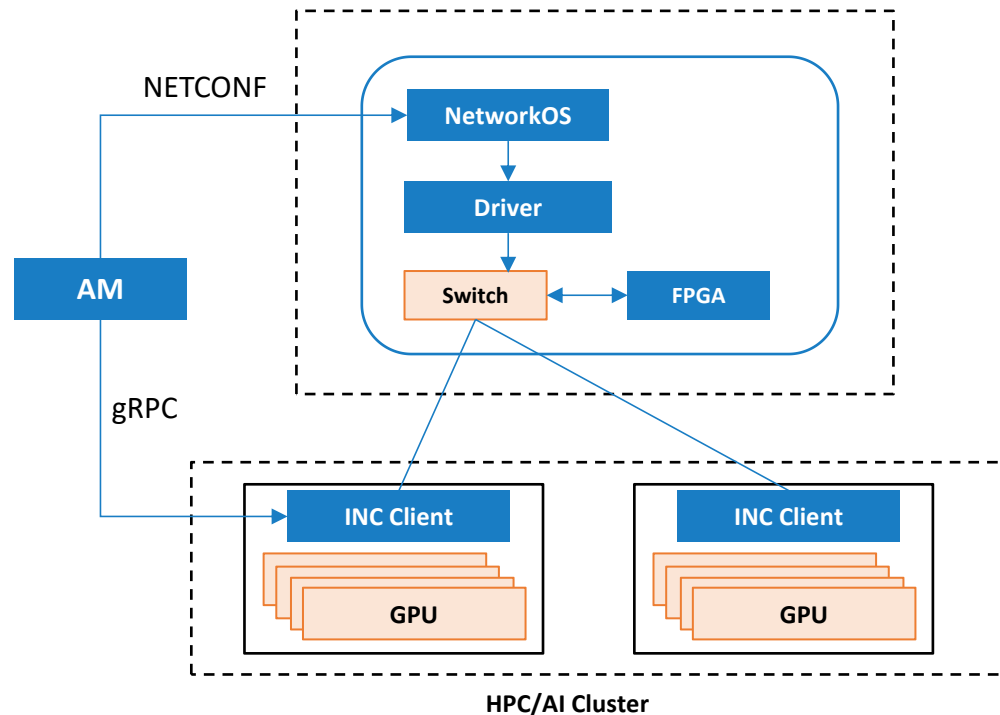 NETCONF
NetworkOS
Driver
AM
Switch
FPGA
gRPC
INC Client
INC Client
GPU
GPU
HPC/AI Cluster